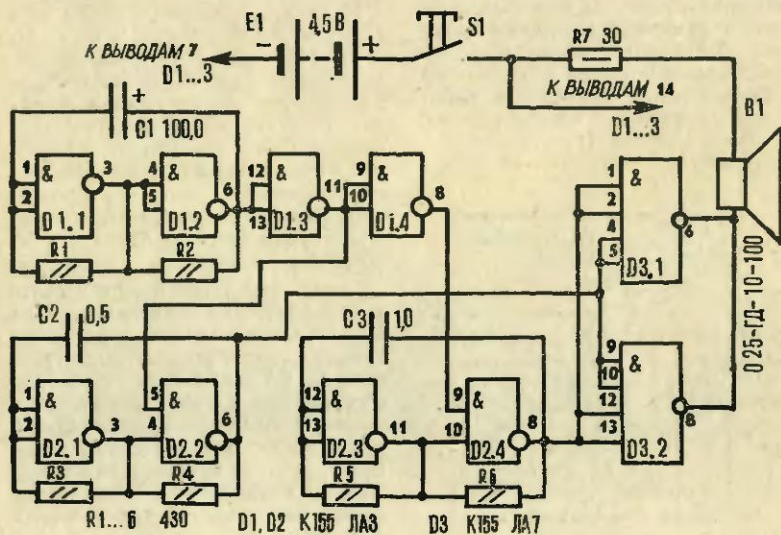 E1 4,5 В S1
R7 30
К ВЫВОДАМ 7
D1...3
- +
К ВЫВОДАМ 14
D1...3
B1
+
C1 100,0
1 & 3 4 & 6 12 & 11 9 & 8
2 5 13 10
D1.1 D1.2 D1.3 D1.4
R1 R2
1 &
2
4
5 6
D3.1
C2 0,5
C3 1,0
0 25-ГД-10-100
1 & 3 5 & 6
2 4
D2.1 D2.2
R3 R4
12 & 11 9 & 8
13 10
D2.3 D2.4
R5 R6
9 &
10
12
13 8
D3.2
R1...6 430 D1, D2 К155 ЛА3 D3 К155 ЛА7